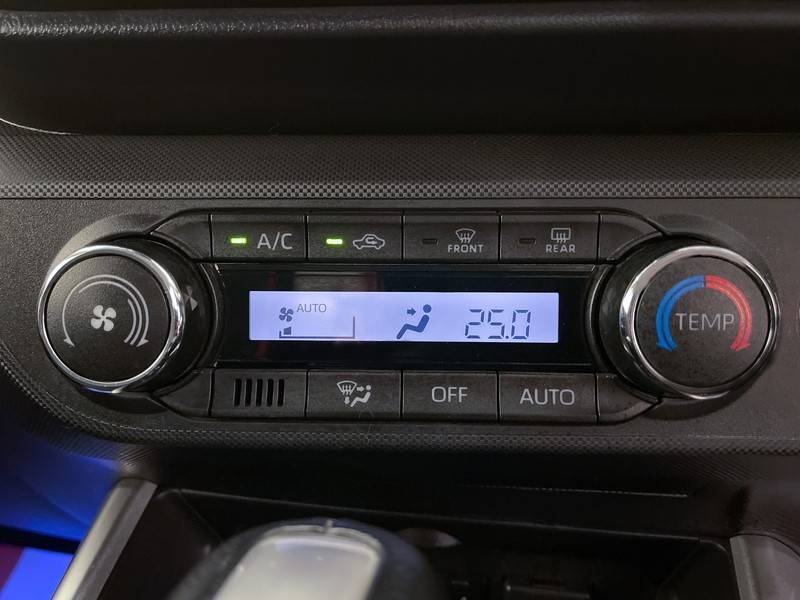 A/C
FRONT
REAR
AUTO
25.0
TEMP
OFF
AUTO